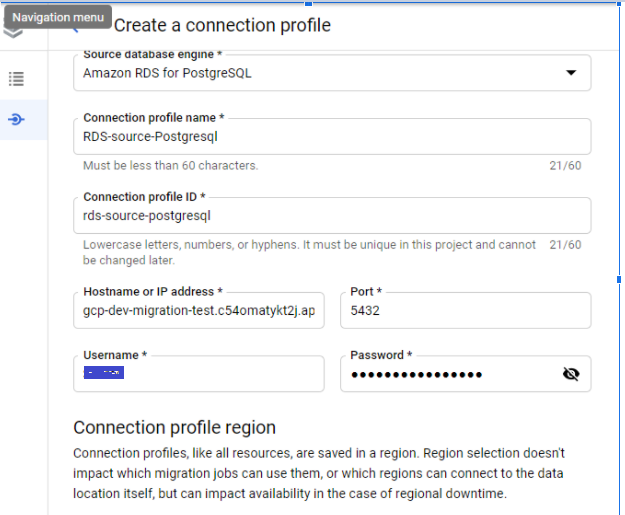 Navigation menu
Create a connection profile
Source database engine *
Amazon RDS for PostgreSQL
Connection profile name *
RDS-source-Postgresql
Must be less than 60 characters. 21/60
Connection profile ID *
rds-source-postgresql
Lowercase letters, numbers, or hyphens. It must be unique in this project and cannot 21/60
be changed later.
Hostname or IP address * Port *
gcp-dev-migration-test.c54omatykt2j.ap 5432
Username * Password *
••••••••••••••••
Connection profile region
Connection profiles, like all resources, are saved in a region. Region selection doesn't
impact which migration jobs can use them, or which regions can connect to the data
location itself, but can impact availability in the case of regional downtime.